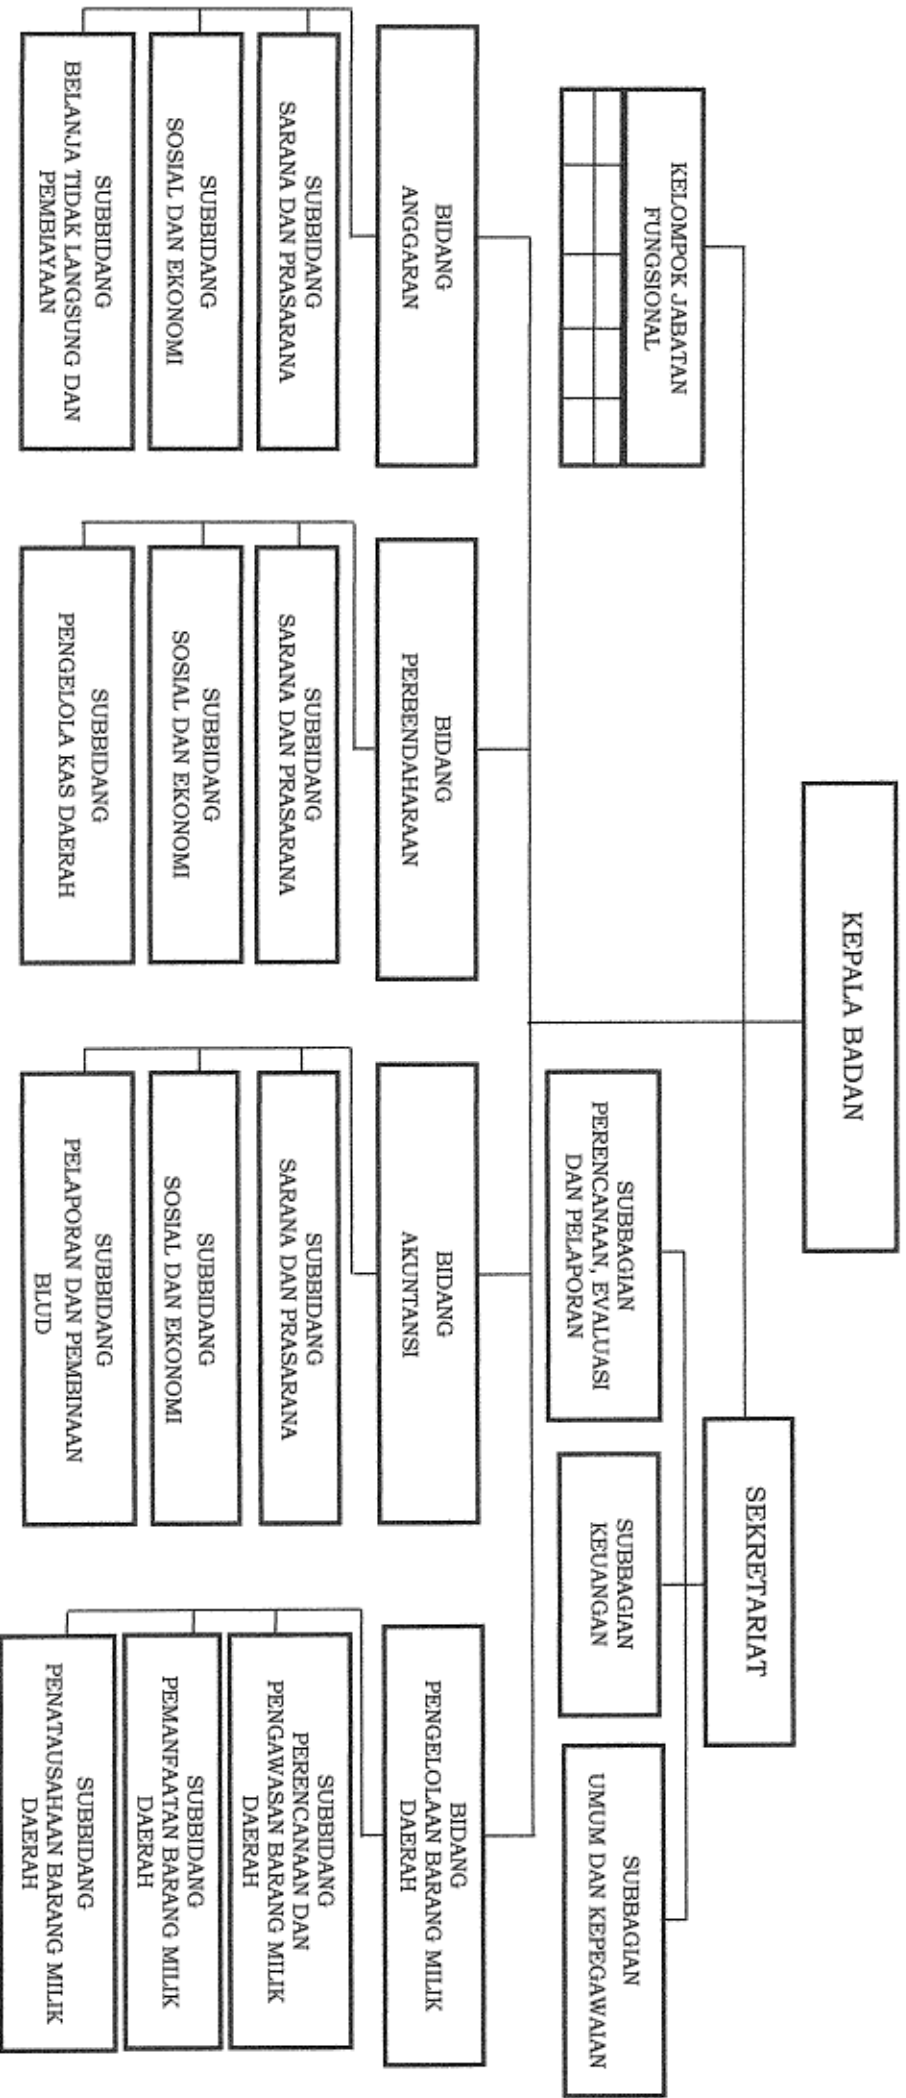 KEPALA BADAN
SEKRETARIAT
KELOMPOK JABATAN
FUNGSIONAL
SUBBAGIAN
PERENCANAAN, EVALUASI
DAN PELAPORAN
SUBBAGIAN
KEUANGAN
SUBBAGIAN
UMUM DAN KEPEGAWAIAN
BIDANG
ANGGARAN
BIDANG
PERBENDAHARAAN
BIDANG
AKUNTANSI
BIDANG
PENGELOLAAN BARANG MILIK
DAERAH
SUBBIDANG
SARANA DAN PRASARANA
SUBBIDANG
SOSIAL DAN EKONOMI
SUBBIDANG
BELANJA TIDAK LANGSUNG DAN
PEMBIAYAAN
SUBBIDANG
SARANA DAN PRASARANA
SUBBIDANG
SOSIAL DAN EKONOMI
SUBBIDANG
PENGELOLA KAS DAERAH
SUBBIDANG
SARANA DAN PRASARANA
SUBBIDANG
SOSIAL DAN EKONOMI
SUBBIDANG
PELAPORAN DAN PEMBINAAN
BLUD
SUBBIDANG
PERENCANAAN DAN
PENGAWASAN BARANG MILIK
DAERAH
SUBBIDANG
PEMANFAATAN BARANG MILIK
DAERAH
SUBBIDANG
PENATAUSAHAAN BARANG MILIK
DAERAH